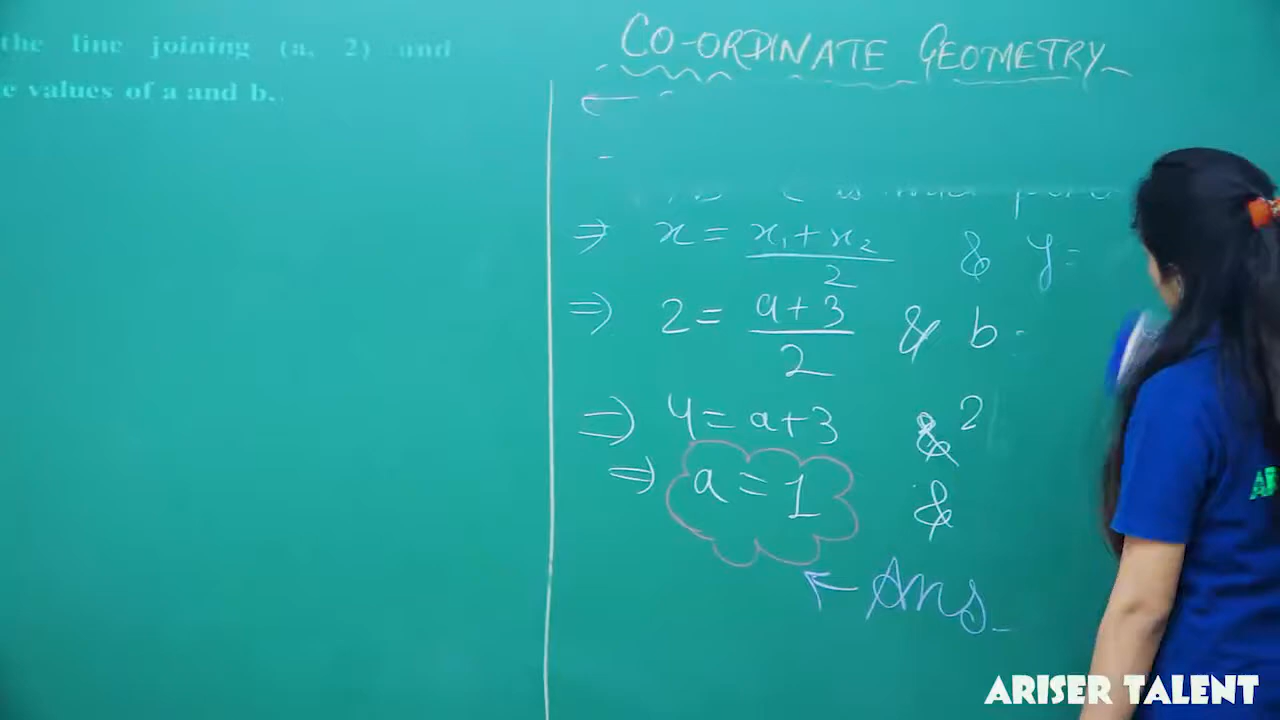 the line joining (a, 2) and
e values of a and b.
CO-ORDINATE GEOMETRY
⇒ x = x₁ + x₂ / 2 & y =
⇒ 2 = a + 3 / 2 & b =
⇒ 4 = a + 3 & 2
⇒ a = 1 &
← Ans
AR
ARISER TALENT